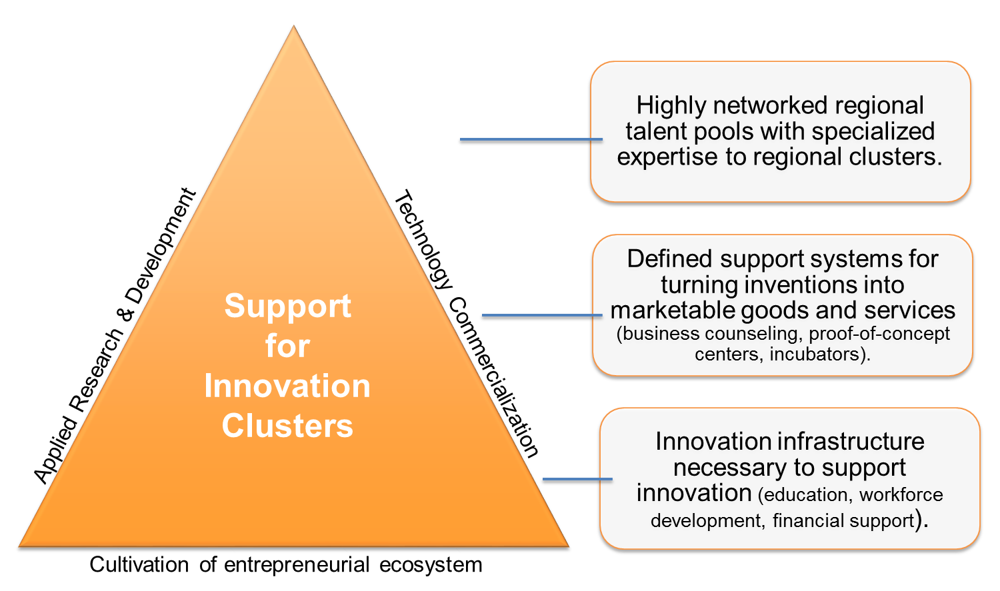 Applied Research & Development
Support
for
Innovation
Clusters
Technology Commercialization
Cultivation of entrepreneurial ecosystem
Highly networked regional
talent pools with specialized
expertise to regional clusters.
Defined support systems for
turning inventions into
marketable goods and services
(business counseling, proof-of-concept
centers, incubators).
Innovation infrastructure
necessary to support
innovation (education, workforce
development, financial support).